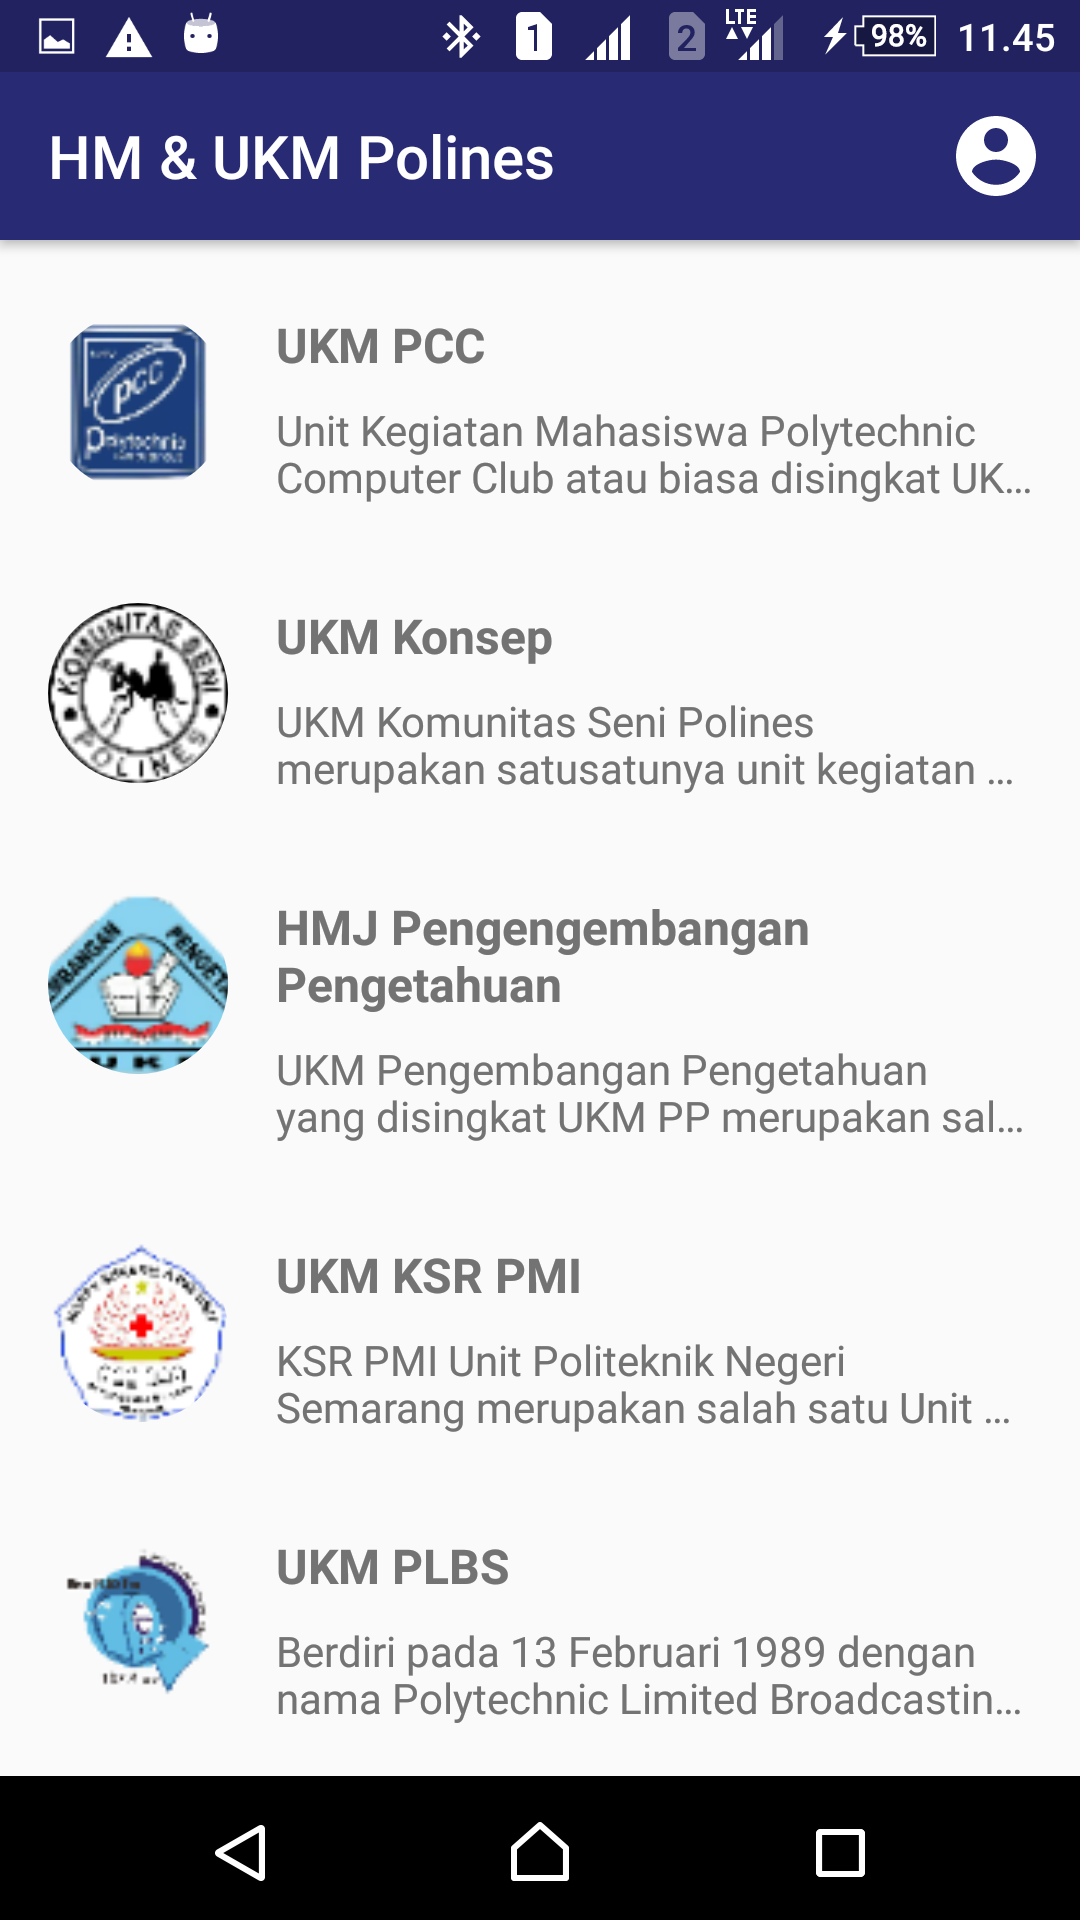 1 2 LTE 98% 11.45
HM & UKM Polines
UKM PCC
pcc
Unit Kegiatan Mahasiswa Polytechnic
Computer Club atau biasa disingkat UK...
KOMUNITAS SENI
POLINES
UKM Konsep
UKM Komunitas Seni Polines
merupakan satusatunya unit kegiatan ...
HMJ Pengengembangan
Pengetahuan
UKM Pengembangan Pengetahuan
yang disingkat UKM PP merupakan sal...
UKM KSR PMI
KSR PMI Unit Politeknik Negeri
Semarang merupakan salah satu Unit ...
UKM PLBS
Berdiri pada 13 Februari 1989 dengan
nama Polytechnic Limited Broadcastin...